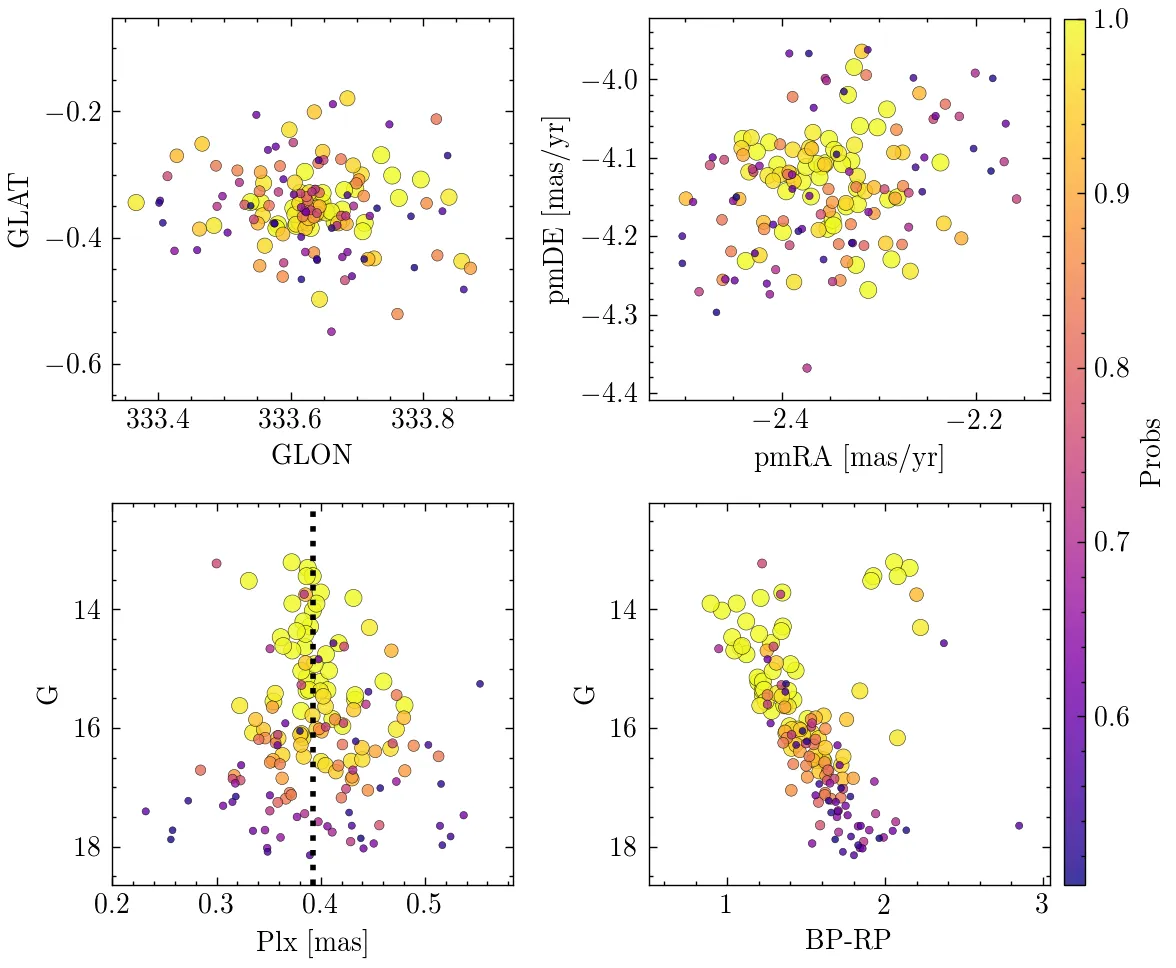 −0.2
−0.4
−0.6
GLAT
333.4 333.6 333.8
GLON
−4.0
−4.1
−4.2
−4.3
−4.4
pmDE [mas/yr]
−2.4 −2.2
pmRA [mas/yr]
1.0
0.9
0.8
0.7
0.6
Probs
14
16
18
G
0.2 0.3 0.4 0.5
Plx [mas]
14
16
18
G
1 2 3
BP-RP